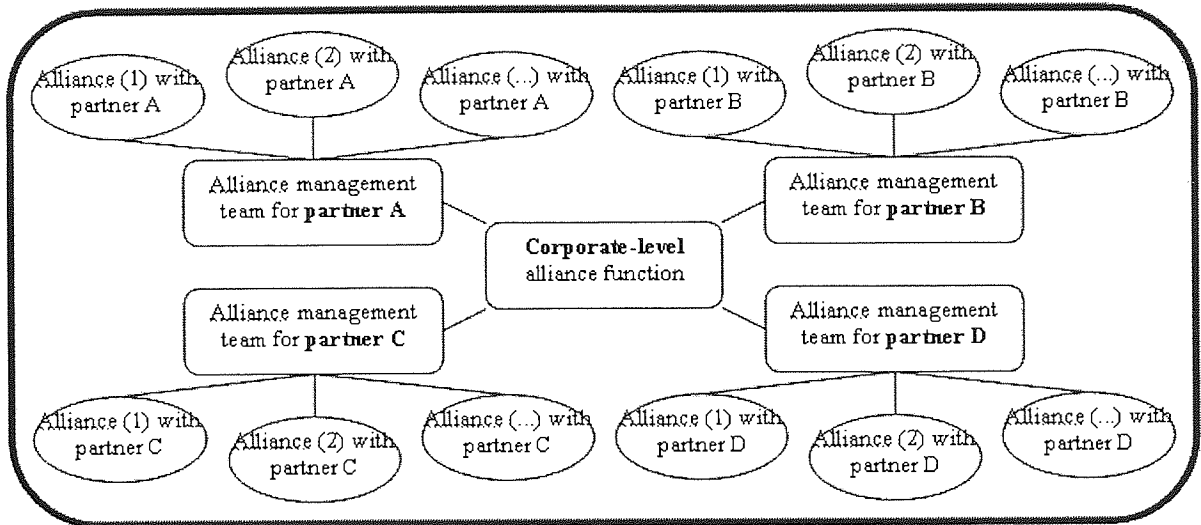 Alliance (1) with
partner A
Alliance (2) with
partner A
Alliance (...) with
partner A
Alliance (1) with
partner B
Alliance (2) with
partner B
Alliance (...) with
partner B
Alliance management
team for partner A
Alliance management
team for partner B
Corporate-level
alliance function
Alliance management
team for partner C
Alliance management
team for partner D
Alliance (1) with
partner C
Alliance (2) with
partner C
Alliance (...) with
partner C
Alliance (1) with
partner D
Alliance (2) with
partner D
Alliance (...) with
partner D